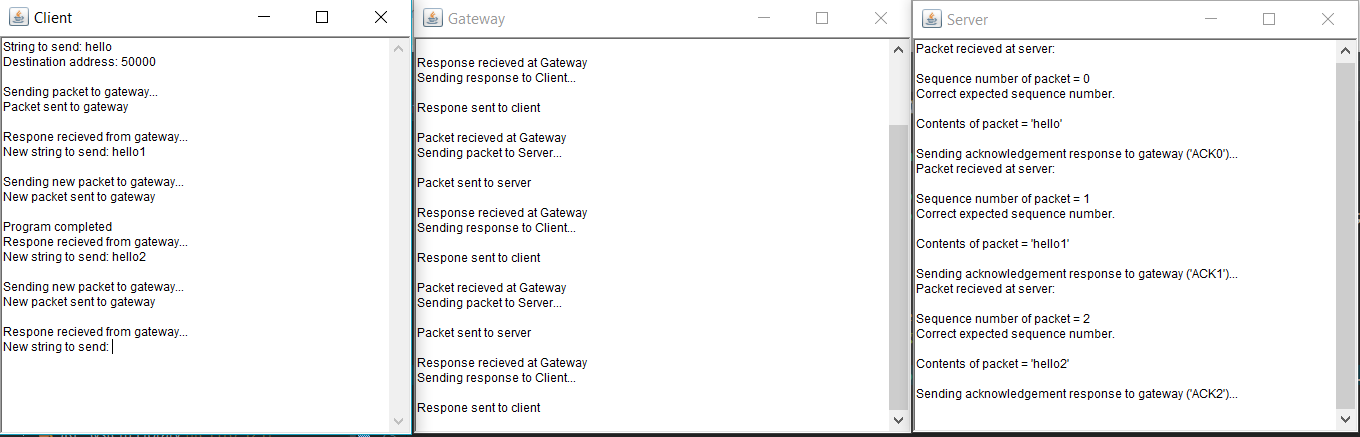 Client
String to send: hello
Destination address: 50000
Sending packet to gateway...
Packet sent to gateway
Respone recieved from gateway...
New string to send: hello1
Sending new packet to gateway...
New packet sent to gateway
Program completed
Respone recieved from gateway...
New string to send: hello2
Sending new packet to gateway...
New packet sent to gateway
Respone recieved from gateway...
New string to send:
Gateway
Response recieved at Gateway
Sending response to Client...
Respone sent to client
Packet recieved at Gateway
Sending packet to Server...
Packet sent to server
Response recieved at Gateway
Sending response to Client...
Respone sent to client
Packet recieved at Gateway
Sending packet to Server...
Packet sent to server
Response recieved at Gateway
Sending response to Client...
Respone sent to client
Server
Packet recieved at server:
Sequence number of packet = 0
Correct expected sequence number.
Contents of packet = 'hello'
Sending acknowledgement response to gateway ('ACK0')...
Packet recieved at server:
Sequence number of packet = 1
Correct expected sequence number.
Contents of packet = 'hello1'
Sending acknowledgement response to gateway ('ACK1')...
Packet recieved at server:
Sequence number of packet = 2
Correct expected sequence number.
Contents of packet = 'hello2'
Sending acknowledgement response to gateway ('ACK2')...